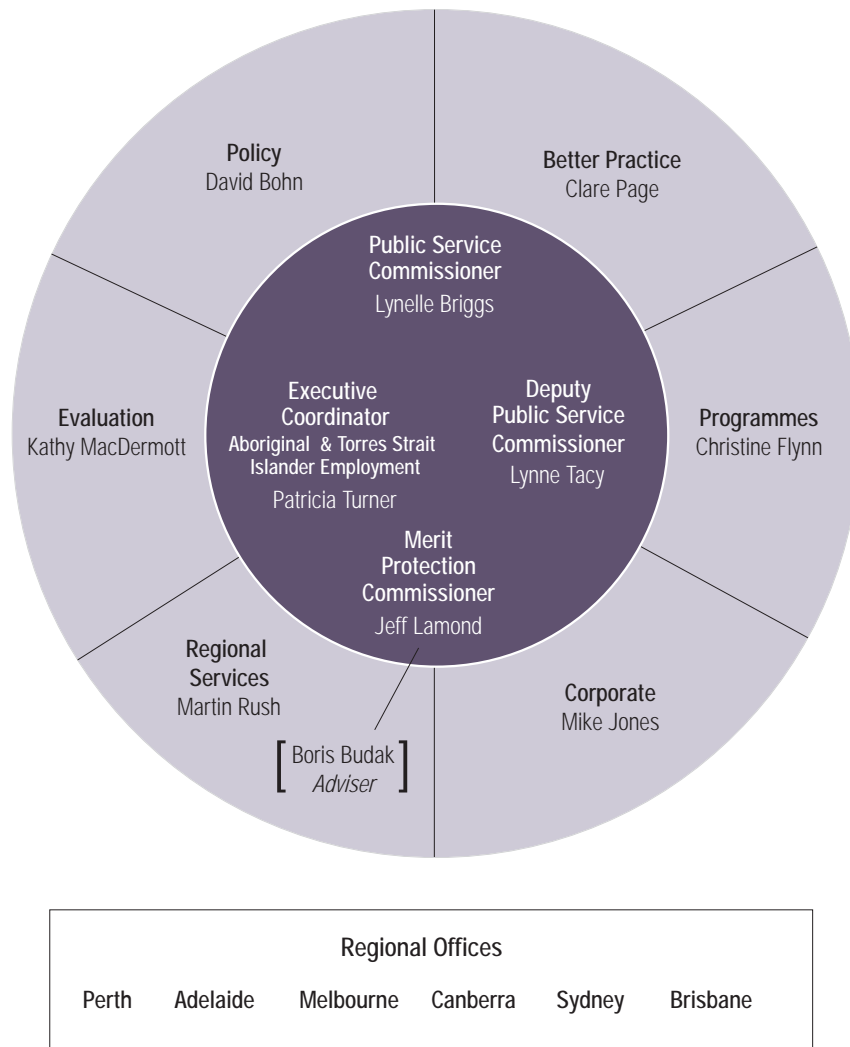 Policy
David Bohn
Better Practice
Clare Page
Public Service
Commissioner
Lynelle Briggs
Executive
Coordinator
Aboriginal & Torres Strait
Islander Employment
Patricia Turner
Deputy
Public Service
Commissioner
Lynne Tacy
Evaluation
Kathy MacDermott
Programmes
Christine Flynn
Merit
Protection
Commissioner
Jeff Lamond
Regional
Services
Martin Rush
Corporate
Mike Jones
[Boris Budak
Adviser]
Regional Offices
Perth Adelaide Melbourne Canberra Sydney Brisbane